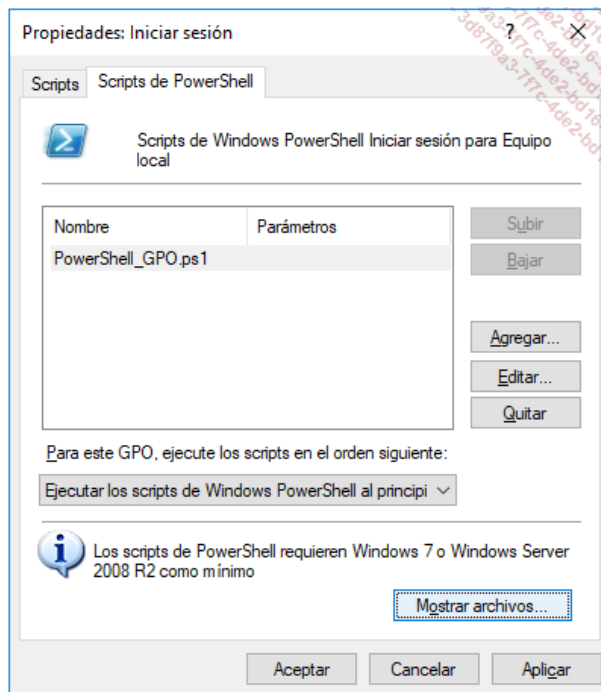 Propiedades: Iniciar sesión
?
Scripts
Scripts de PowerShell
Scripts de Windows PowerShell Iniciar sesión para Equipo
local
Nombre
Parámetros
Subir
PowerShell_GPO.ps1
Bajar
Agregar...
Editar...
Quitar
Para este GPO, ejecute los scripts en el orden siguiente:
Ejecutar los scripts de Windows PowerShell al principi
Los scripts de PowerShell requieren Windows 7 o Windows Server
2008 R2 como mínimo
Mostrar archivos...
Aceptar
Cancelar
Aplicar